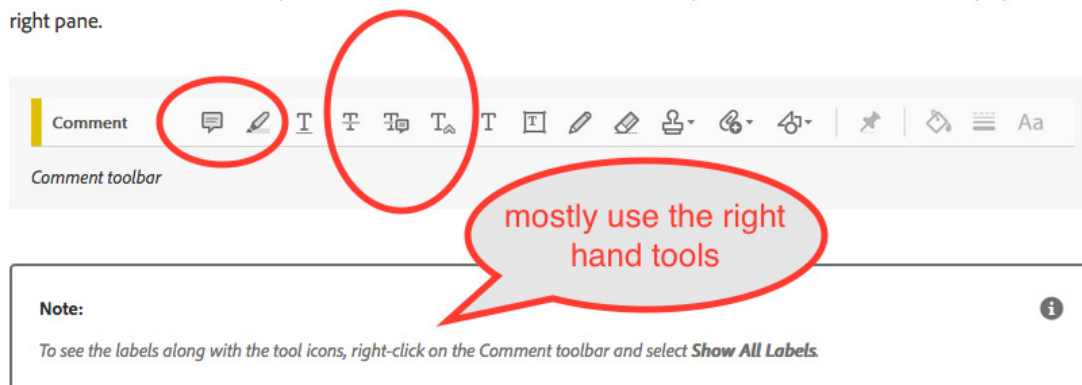 right pane.
Comment
T T T T T T Aa
Comment toolbar
mostly use the right
hand tools
Note:
To see the labels along with the tool icons, right-click on the Comment toolbar and select Show All Labels.